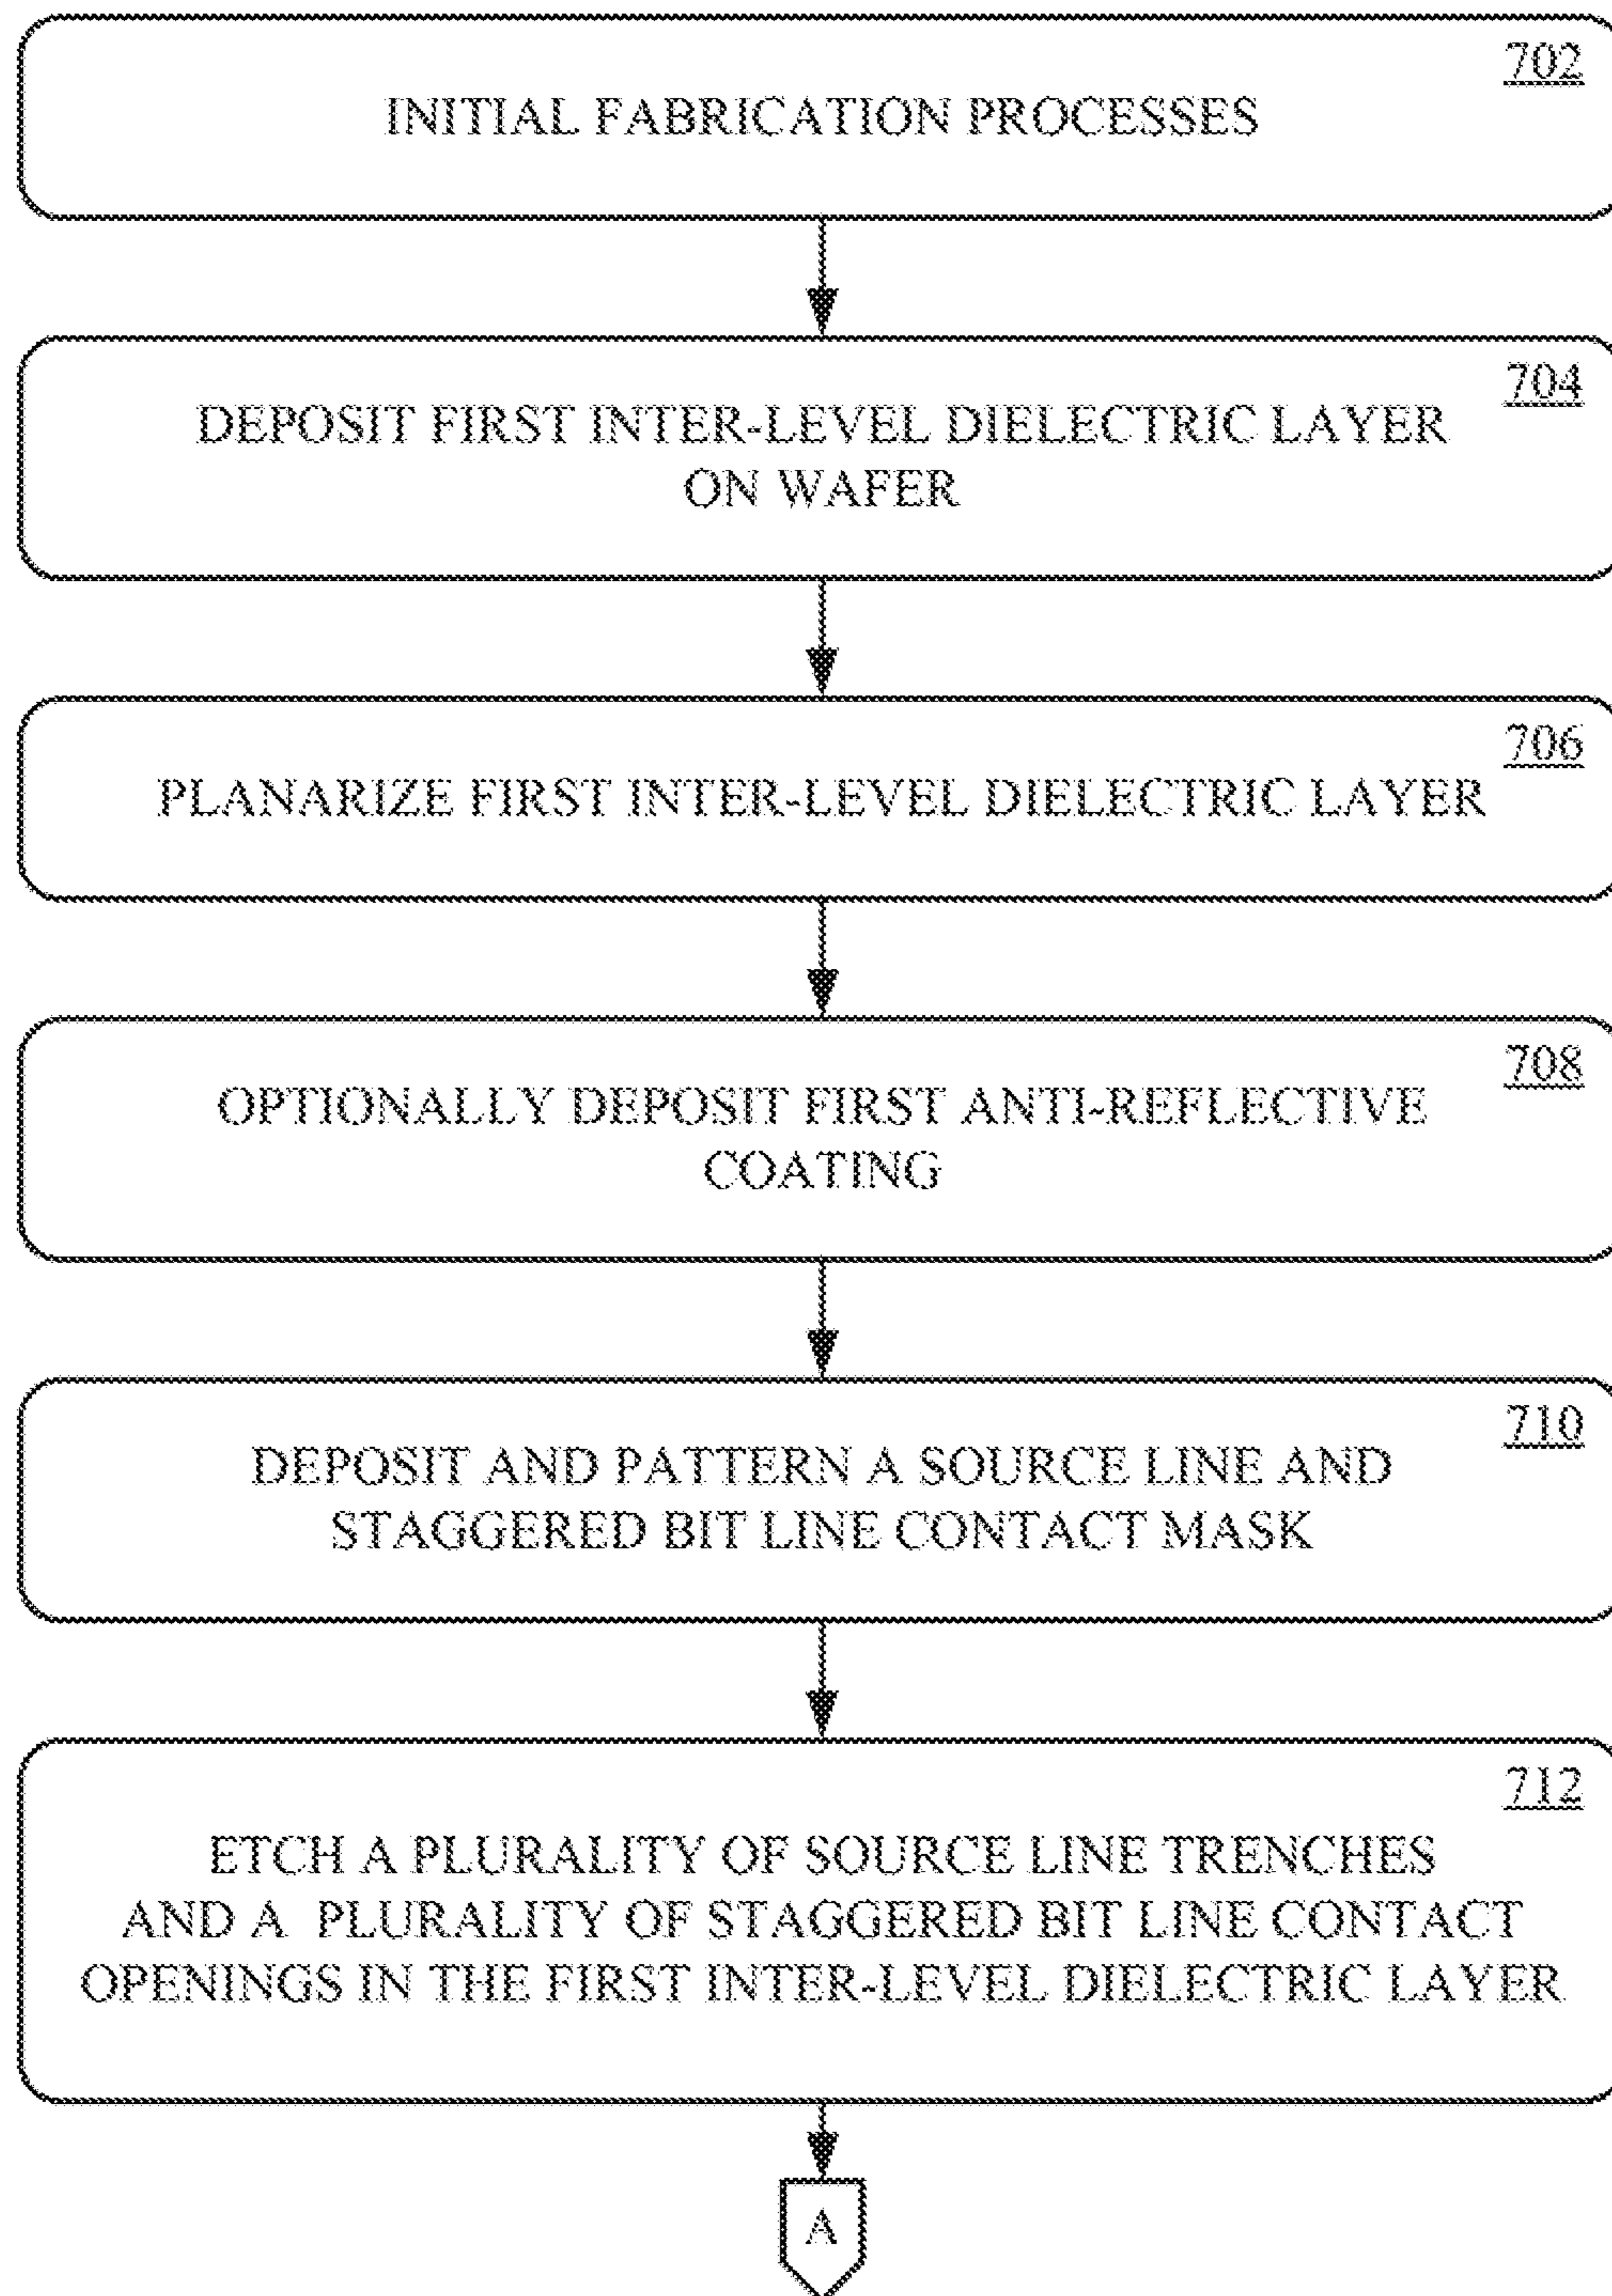 702
INITIAL FABRICATION PROCESSES
704
DEPOSIT FIRST INTER-LEVEL DIELECTRIC LAYER
ON WAFER
706
PLANARIZE FIRST INTER-LEVEL DIELECTRIC LAYER
708
OPTIONALLY DEPOSIT FIRST ANTI-REFLECTIVE
COATING
710
DEPOSIT AND PATTERN A SOURCE LINE AND
STAGGERED BIT LINE CONTACT MASK
712
ETCH A PLURALITY OF SOURCE LINE TRENCHES
AND A PLURALITY OF STAGGERED BIT LINE CONTACT
OPENINGS IN THE FIRST INTER-LEVEL DIELECTRIC LAYER
A